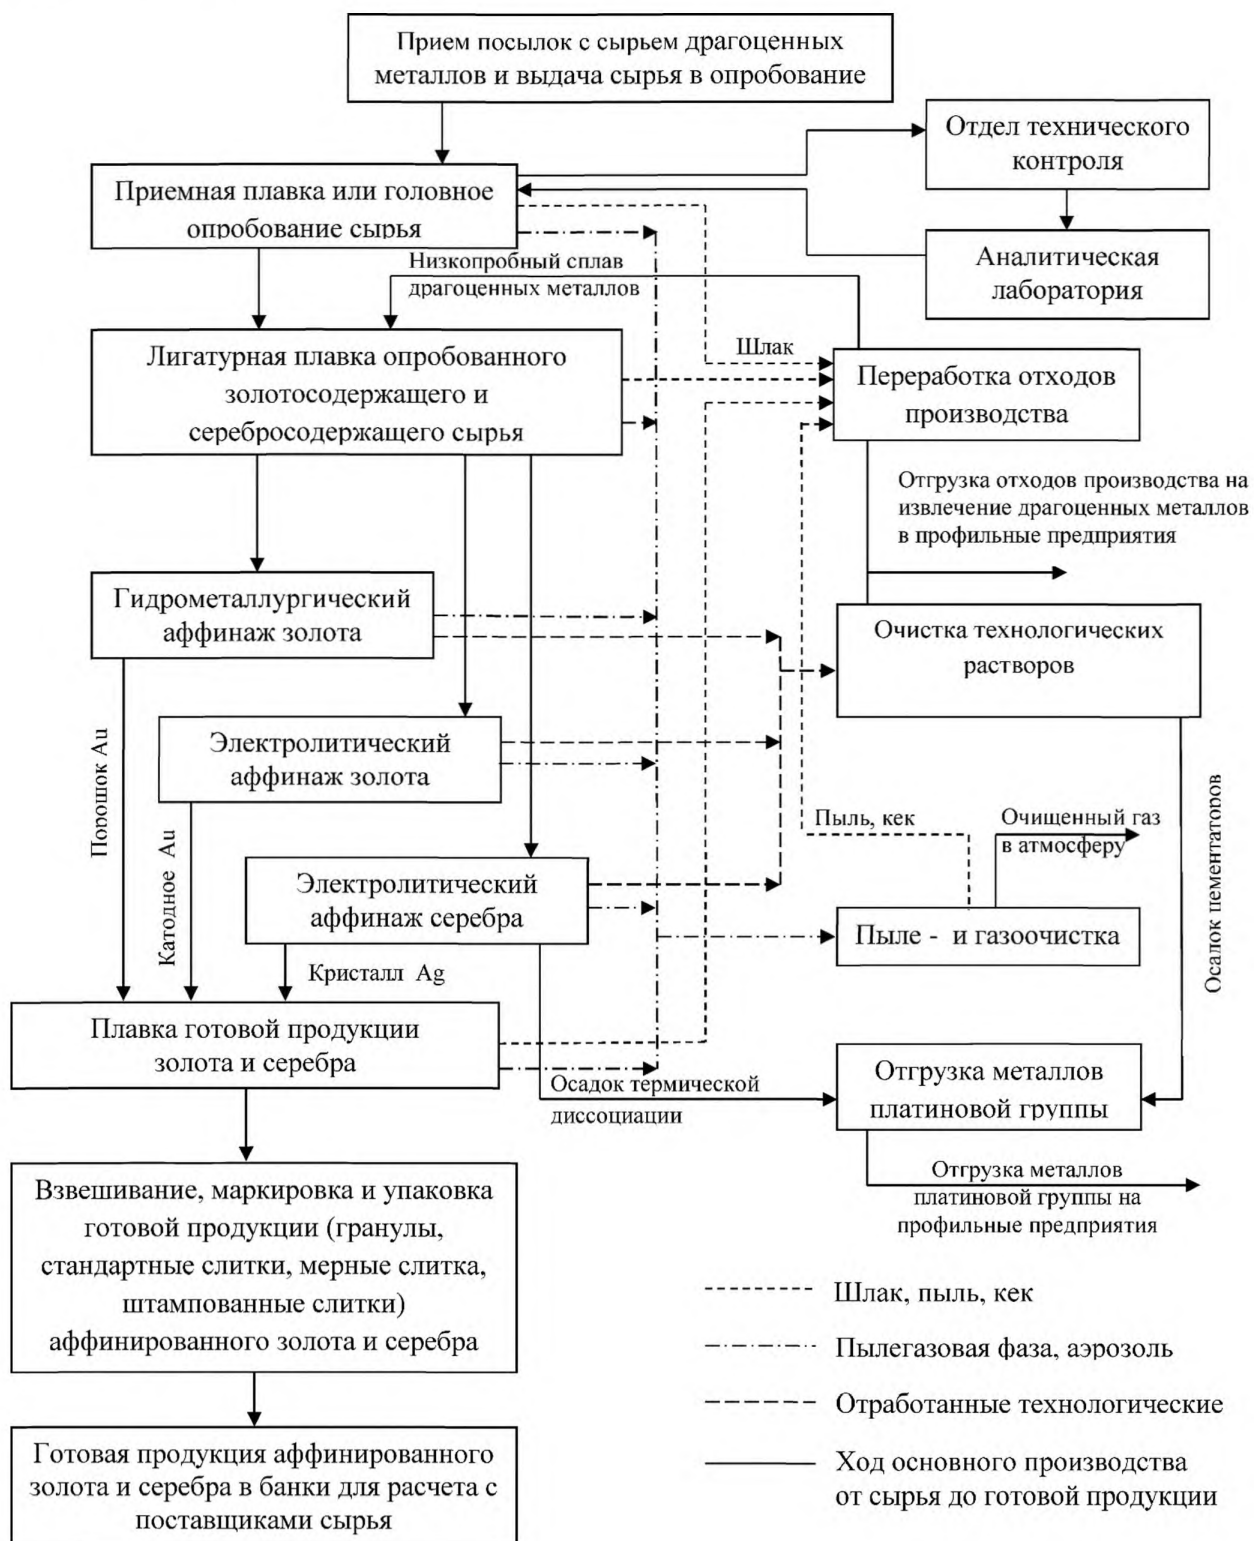 Прием посылок с сырьем драгоценных
металлов и выдача сырья в опробование
Отдел технического
контроля
Приемная плавка или головное
опробование сырья
Аналитическая
лаборатория
Низкопробный сплав
драгоценных металлов
Шлак
Лигатурная плавка опробованного
золотосодержащего и
серебросодержащего сырья
Переработка отходов
производства
Отгрузка отходов производства на
извлечение драгоценных металлов
в профильные предприятия
Гидрометаллургический
аффинаж золота
Очистка технологических
растворов
Порошок Au
Электролитический
аффинаж золота
Катодное Au
Пыль, кек
Очищенный газ
в атмосферу
Осалок пементаторов
Электролитический
аффинаж серебра
Пыле - и газоочистка
Кристалл Ag
Плавка готовой продукции
золота и серебра
Осадок термической
диссоциации
Отгрузка металлов
платиновой группы
Отгрузка металлов
платиновой группы на
профильные предприятия
Взвешивание, маркировка и упаковка
готовой продукции (гранулы,
стандартные слитки, мерные слитка,
штампованные слитки)
аффинированного золота и серебра
Готовая продукция аффинированного
золота и серебра в банки для расчета с
поставщиками сырья
Шлак, пыль, кек
Пылегазовая фаза, аэрозоль
Отработанные технологические
Ход основного производства
от сырья до готовой продукции